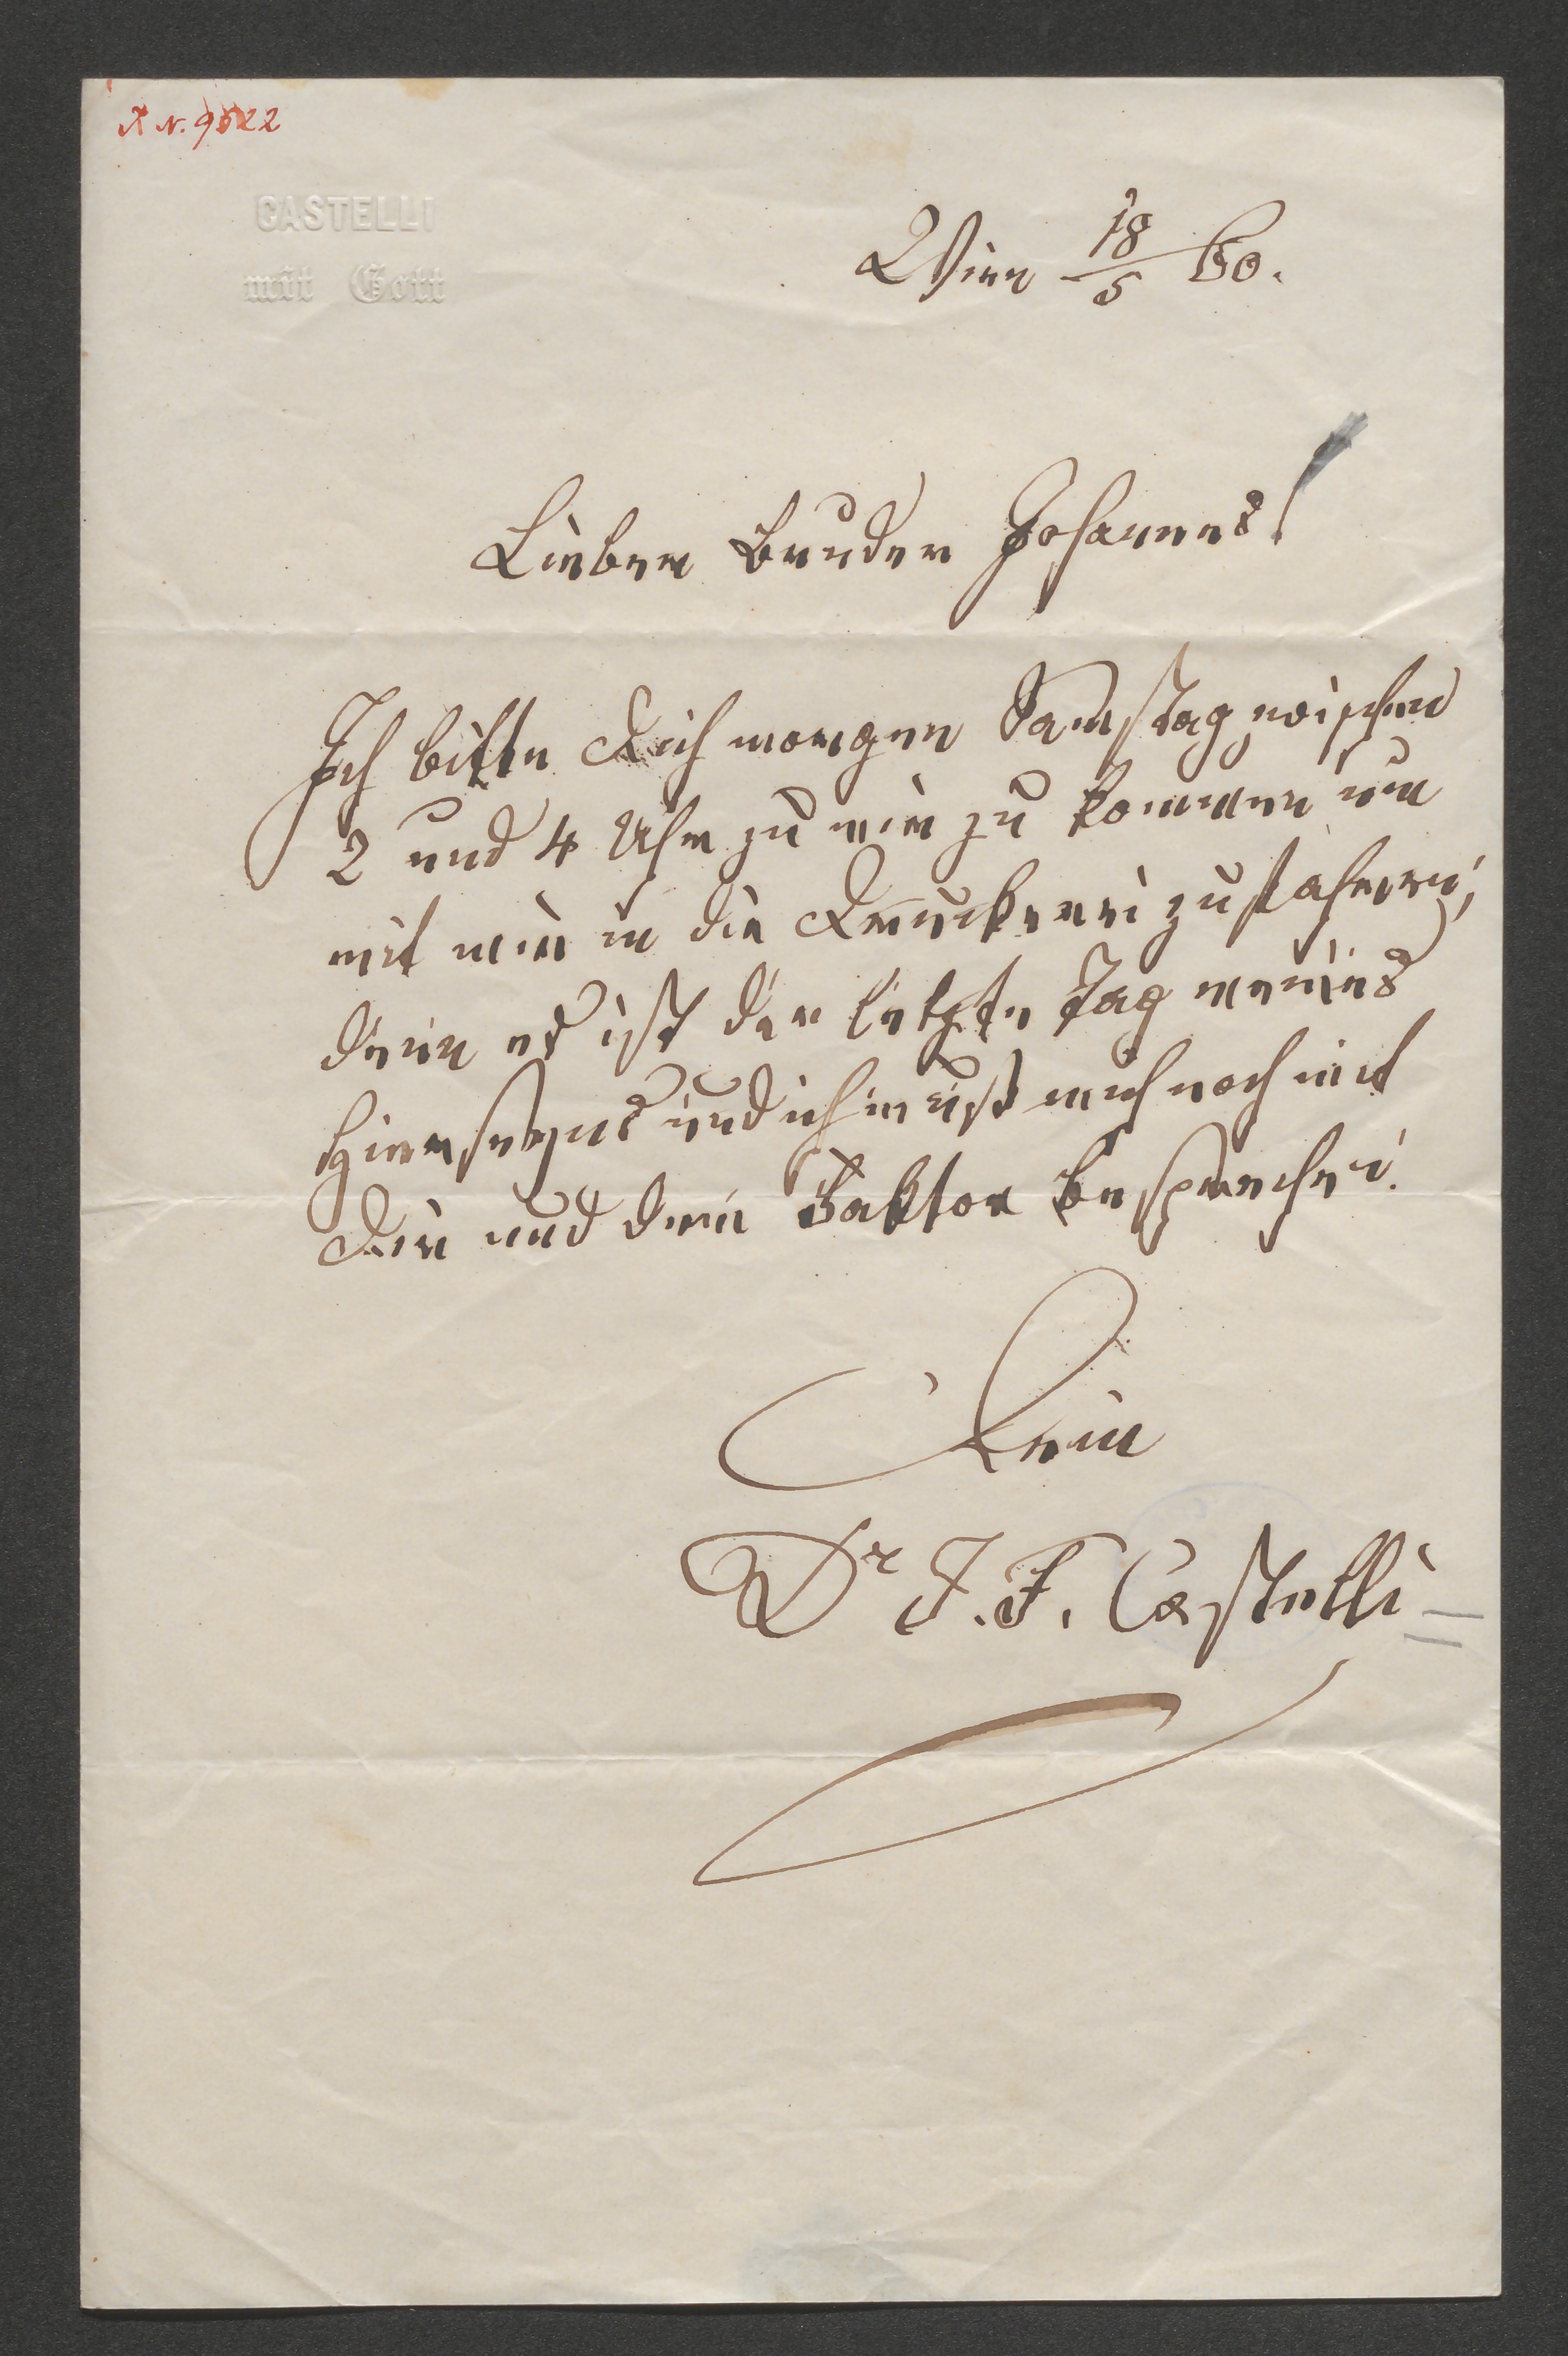 A N. 9522
CASTELLI
mit Gott
Wien 18/5 60.
Lieber Bruder Johannes!
Ich bitte Dich morgen Samstag zwischen
2 und 4 Uhr zu mir zu kommen um
mit mir in die Druckerei zu fahren,
denn es ist der letzte Tag meines
Hierseyns und ich muß mich noch mit
Dir und dem Faktor besprechen.
Dein
Dr J. F. Castelli